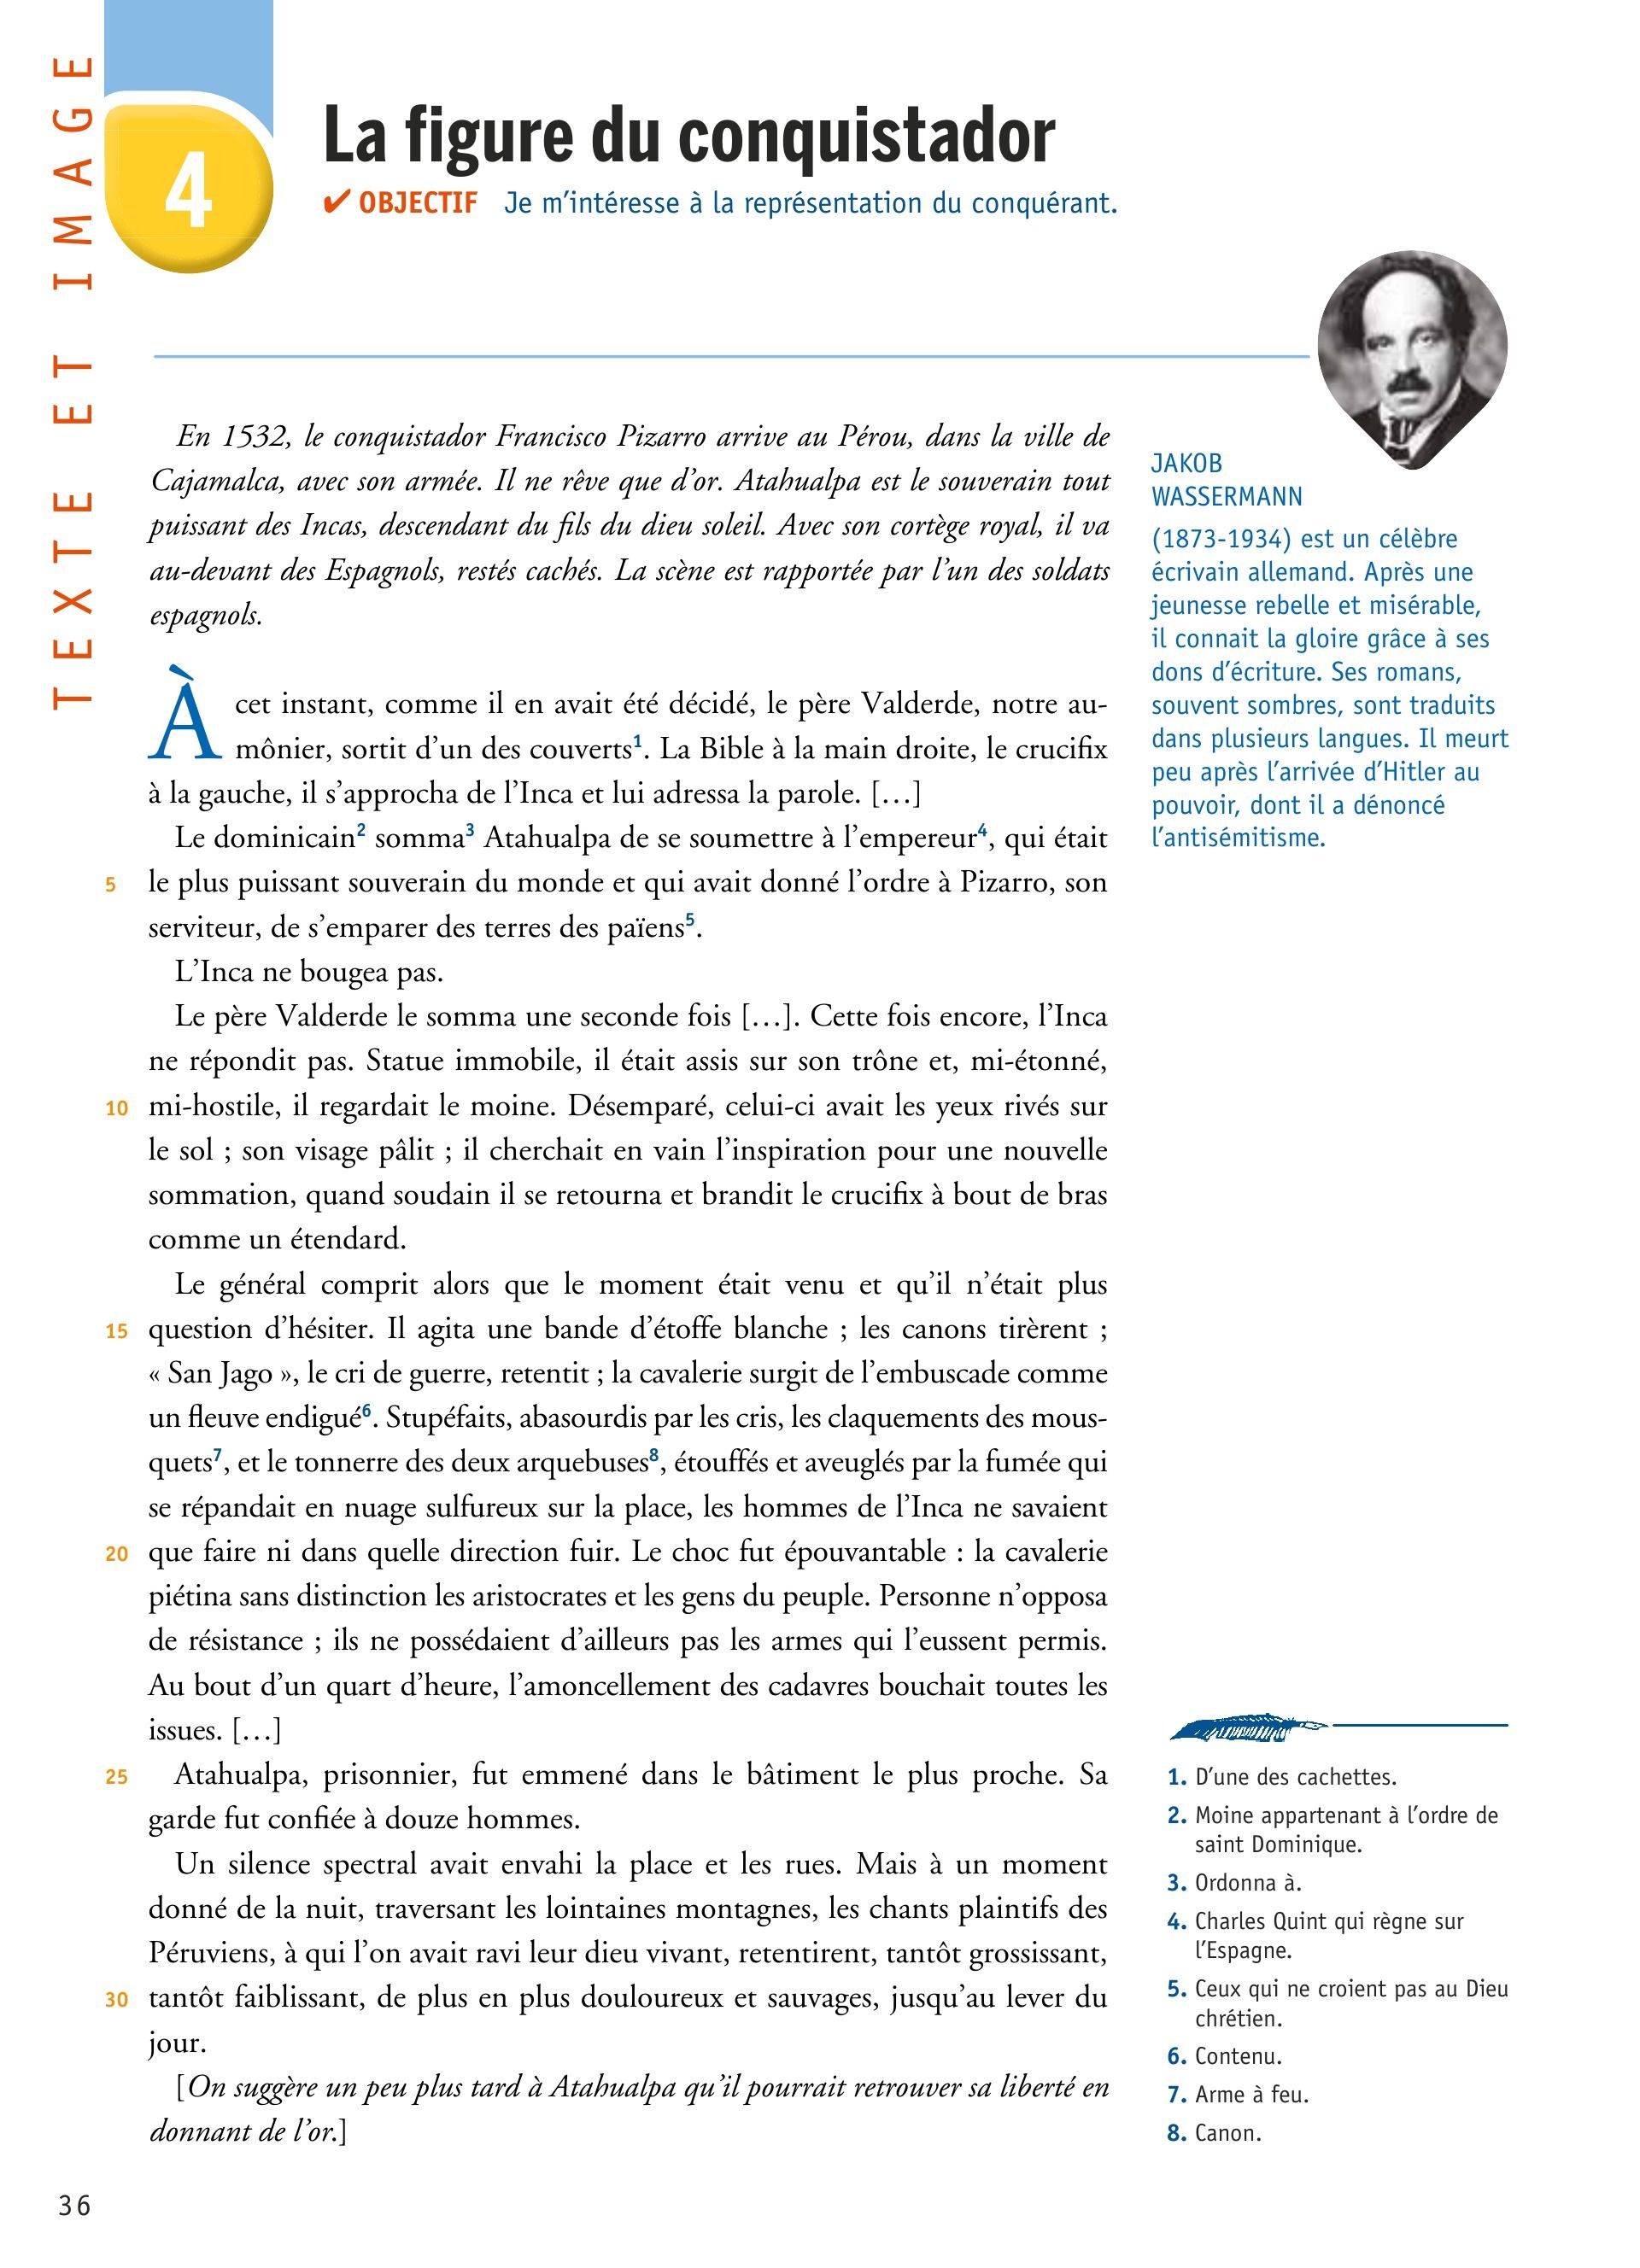 TEXTE ET IMAGE
4
La figure du conquistador
✔ OBJECTIF Je m'intéresse à la représentation du conquérant.
En 1532, le conquistador Francisco Pizarro arrive au Pérou, dans la ville de
Cajamalca, avec son armée. Il ne rêve que d'or. Atahualpa est le souverain tout
puissant des Incas, descendant du fils du dieu soleil. Avec son cortège royal, il va
au-devant des Espagnols, restés cachés. La scène est rapportée par l'un des soldats
espagnols.
À cet instant, comme il en avait été décidé, le père Valderde, notre au-
mônier, sortit d'un des couverts1. La Bible à la main droite, le crucifix
à la gauche, il s'approcha de l'Inca et lui adressa la parole. […]
Le dominicain2 somma3 Atahualpa de se soumettre à l'empereur4, qui était
5 le plus puissant souverain du monde et qui avait donné l'ordre à Pizarro, son
serviteur, de s'emparer des terres des païens5.
L'Inca ne bougea pas.
Le père Valderde le somma une seconde fois […]. Cette fois encore, l'Inca
ne répondit pas. Statue immobile, il était assis sur son trône et, mi-étonné,
10 mi-hostile, il regardait le moine. Désemparé, celui-ci avait les yeux rivés sur
le sol ; son visage pâlit ; il cherchait en vain l'inspiration pour une nouvelle
sommation, quand soudain il se retourna et brandit le crucifix à bout de bras
comme un étendard.
Le général comprit alors que le moment était venu et qu'il n'était plus
15 question d'hésiter. Il agita une bande d'étoffe blanche ; les canons tirèrent ;
« San Jago », le cri de guerre, retentit ; la cavalerie surgit de l'embuscade comme
un fleuve endigué6. Stupéfaits, abasourdis par les cris, les claquements des mous-
quets7, et le tonnerre des deux arquebuses8, étouffés et aveuglés par la fumée qui
se répandait en nuage sulfureux sur la place, les hommes de l'Inca ne savaient
20 que faire ni dans quelle direction fuir. Le choc fut épouvantable : la cavalerie
piétina sans distinction les aristocrates et les gens du peuple. Personne n'opposa
de résistance ; ils ne possédaient d'ailleurs pas les armes qui l'eussent permis.
Au bout d'un quart d'heure, l'amoncellement des cadavres bouchait toutes les
issues. […]
25 Atahualpa, prisonnier, fut emmené dans le bâtiment le plus proche. Sa
garde fut confiée à douze hommes.
Un silence spectral avait envahi la place et les rues. Mais à un moment
donné de la nuit, traversant les lointaines montagnes, les chants plaintifs des
Péruviens, à qui l'on avait ravi leur dieu vivant, retentirent, tantôt grossissant,
30 tantôt faiblissant, de plus en plus douloureux et sauvages, jusqu'au lever du
jour.
[On suggère un peu plus tard à Atahualpa qu'il pourrait retrouver sa liberté en
donnant de l'or.]
JAKOB
WASSERMANN
(1873-1934) est un célèbre
écrivain allemand. Après une
jeunesse rebelle et misérable,
il connait la gloire grâce à ses
dons d'écriture. Ses romans,
souvent sombres, sont traduits
dans plusieurs langues. Il meurt
peu après l'arrivée d'Hitler au
pouvoir, dont il a dénoncé
l'antisémitisme.
1. D'une des cachettes.
2. Moine appartenant à l'ordre de
saint Dominique.
3. Ordonna à.
4. Charles Quint qui règne sur
l'Espagne.
5. Ceux qui ne croient pas au Dieu
chrétien.
6. Contenu.
7. Arme à feu.
8. Canon.
36